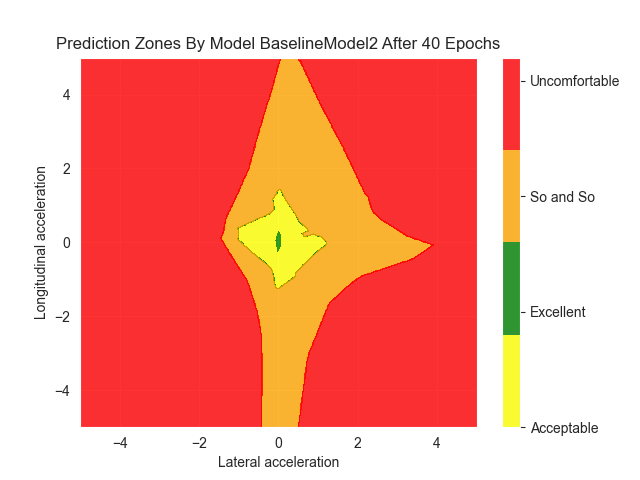 Prediction Zones By Model BaselineModel2 After 40 Epochs
Longitudinal acceleration
4
2
0
−2
−4
−4
−2
0
2
4
Lateral acceleration
Uncomfortable
So and So
Excellent
Acceptable